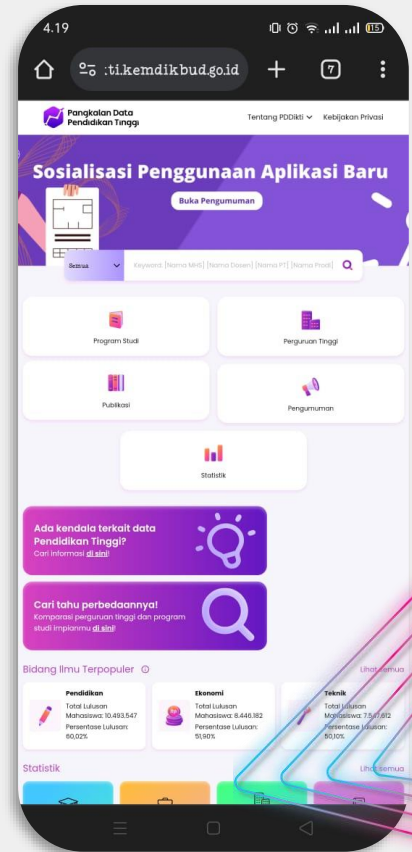 4.19
15
:ti.kemdikbud.go.id
7
Pangkalan Data
Pendidikan Tinggi
Tentang PDDikti
Kebijakan Privasi
Sosialisasi Penggunaan Aplikasi Baru
Buka Pengumuman
Semua
Keyword: [Nama MHS] [Nama Dosen] [Nama PT] [Nama Prodi]
Program Studi
Perguruan Tinggi
Publikasi
Pengumuman
Statistik
Ada kendala terkait data
Pendidikan Tinggi?
Cari informasi di sini!
Cari tahu perbedaannya!
Komparasi perguruan tinggi dan program
studi impianmu di sini!
Bidang Ilmu Terpopuler
Lihat semua
Pendidikan
Total Lulusan
Mahasiswa: 10.493.547
Persentase Lulusan:
60,02%
Ekonomi
Total Lulusan
Mahasiswa: 8.446.182
Persentase Lulusan:
51,90%
Teknik
Total Lulusan
Mahasiswa: 7.547.612
Persentase Lulusan:
50,10%
Statistik
Lihat semua